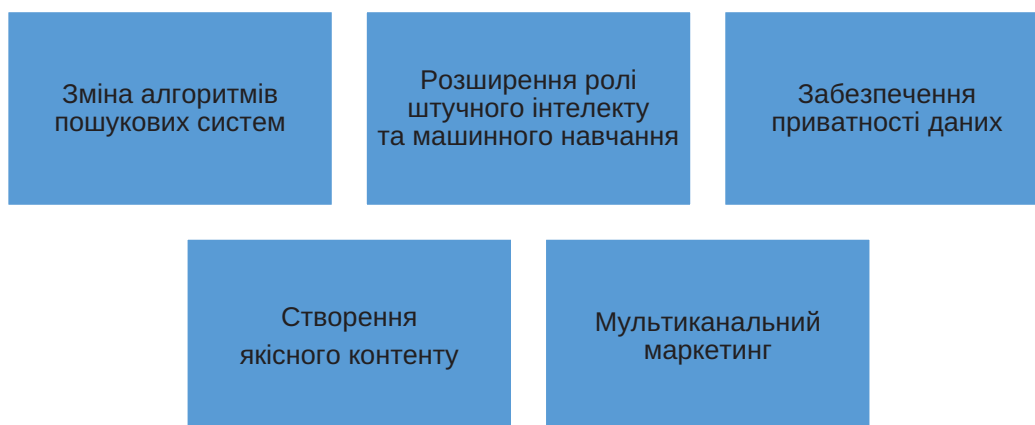 Зміна алгоритмів
пошукових систем
Розширення ролі
штучного інтелекту
та машинного навчання
Забезпечення
приватності даних
Створення
якісного контенту
Мультиканальний
маркетинг